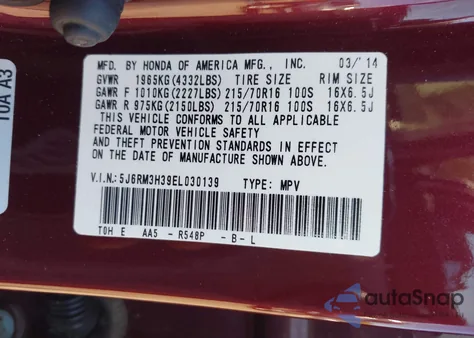 MFD. BY HONDA OF AMERICA MFG., INC. 03/14
GVWR 1965KG(4332LBS) TIRE SIZE RIM SIZE
GAWR F 1010KG(2227LBS) 215/70R16 100S 16X6.5J
GAWR R 975KG(2150LBS) 215/70R16 100S 16X6.5J
THIS VEHICLE CONFORMS TO ALL APPLICABLE
FEDERAL MOTOR VEHICLE SAFETY
AND THEFT PREVENTION STANDARDS IN EFFECT
ON THE DATE OF MANUFACTURE SHOWN ABOVE.
V.I.N.: 5J6RM3H39EL030139 TYPE: MPV
TOH E AA5 - R548P - B - L
TOA A3
autoSnap